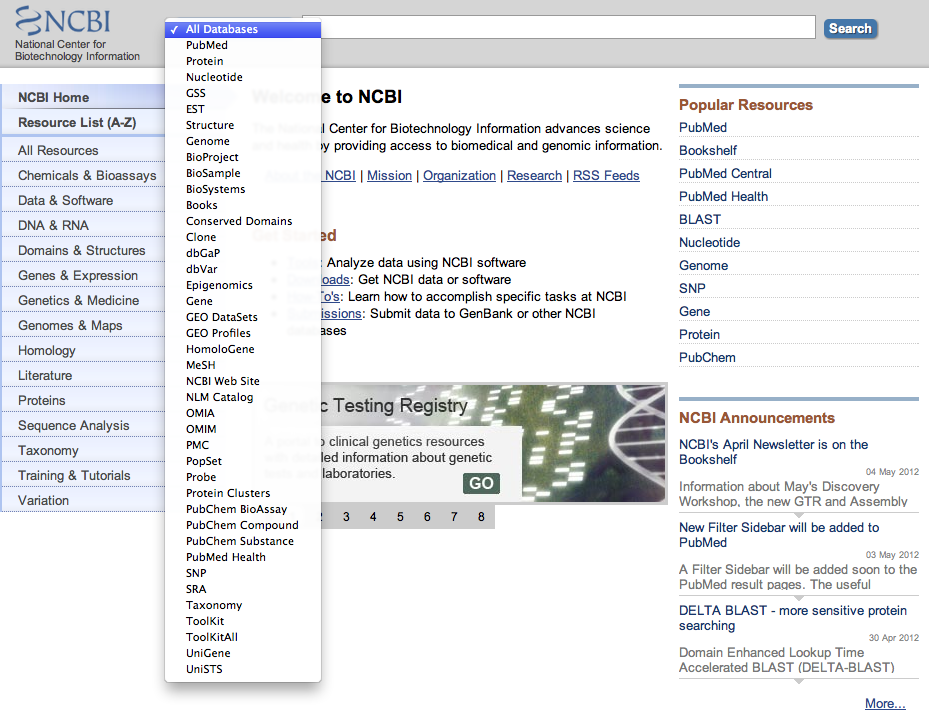 NCBI
National Center for
Biotechnology Information
Search
✓ All Databases
PubMed
Protein
Nucleotide
GSS
EST
Structure
Genome
BioProject
BioSample
BioSystems
Books
Conserved Domains
Clone
dbGaP
dbVar
Epigenomics
Gene
GEO DataSets
GEO Profiles
HomoloGene
MeSH
NCBI Web Site
NLM Catalog
OMIA
OMIM
PMC
PopSet
Probe
Protein Clusters
PubChem BioAssay
PubChem Compound
PubChem Substance
PubMed Health
SNP
SRA
Taxonomy
ToolKit
ToolKitAll
UniGene
UniSTS
NCBI Home
Resource List (A-Z)
All Resources
Chemicals & Bioassays
Data & Software
DNA & RNA
Domains & Structures
Genes & Expression
Genetics & Medicine
Genomes & Maps
Homology
Literature
Proteins
Sequence Analysis
Taxonomy
Training & Tutorials
Variation
Welcome to NCBI
The National Center for Biotechnology Information advances science
and health by providing access to biomedical and genomic information.
NCBI | Mission | Organization | Research | RSS Feeds
Get Started
: Analyze data using NCBI software
Downloads: Get NCBI data or software
How To's: Learn how to accomplish specific tasks at NCBI
Submissions: Submit data to GenBank or other NCBI
databases
Genetic Testing Registry
to clinical genetics resources
information about genetic
laboratories.
GO
2 3 4 5 6 7 8
Popular Resources
PubMed
Bookshelf
PubMed Central
PubMed Health
BLAST
Nucleotide
Genome
SNP
Gene
Protein
PubChem
NCBI Announcements
NCBI's April Newsletter is on the
Bookshelf
04 May 2012
Information about May's Discovery
Workshop, the new GTR and Assembly
New Filter Sidebar will be added to
PubMed
03 May 2012
A Filter Sidebar will be added soon to the
PubMed result pages. The useful
DELTA BLAST - more sensitive protein
searching
30 Apr 2012
Domain Enhanced Lookup Time
Accelerated BLAST (DELTA-BLAST)
More...